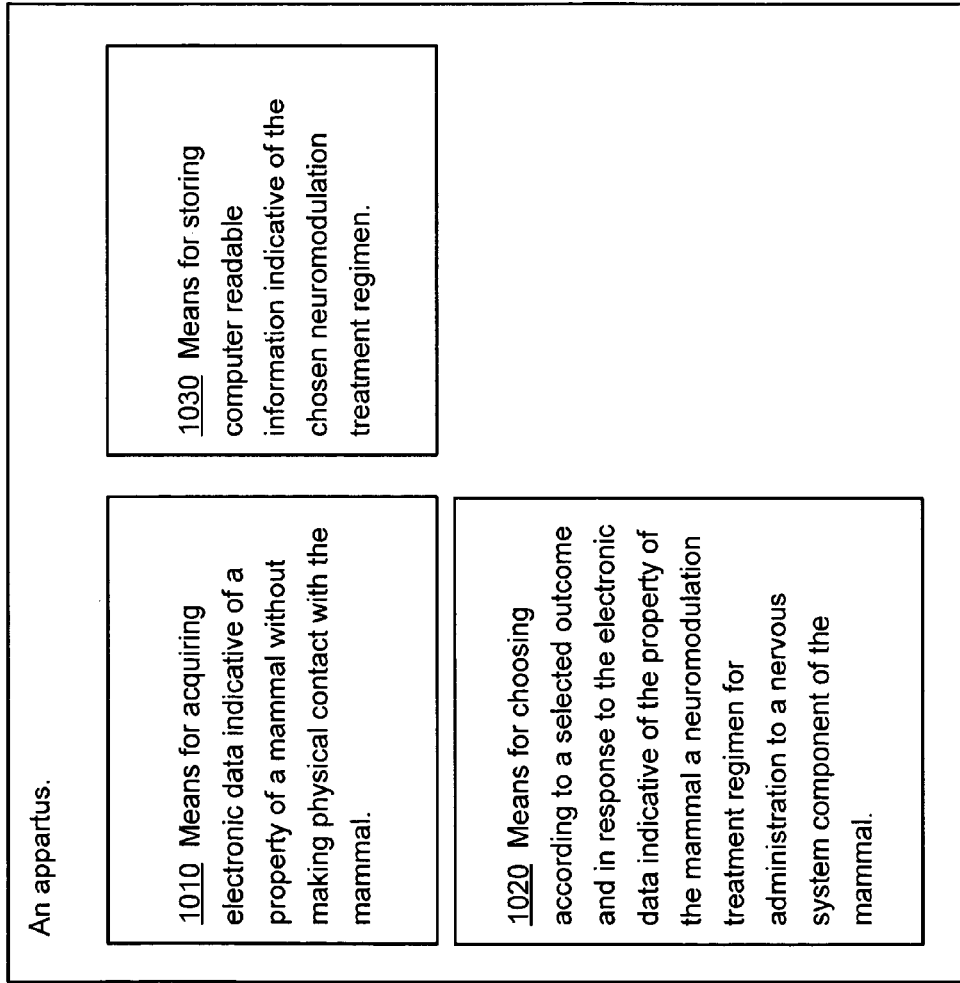 An appartus.
1010 Means for acquiring
electronic data indicative of a
property of a mammal without
making physical contact with the
mammal.
1020 Means for choosing
according to a selected outcome
and in response to the electronic
data indicative of the property of
the mammal a neuromodulation
treatment regimen for
administration to a nervous
system component of the
mammal.
1030 Means for storing
computer readable
information indicative of the
chosen neuromodulation
treatment regimen.